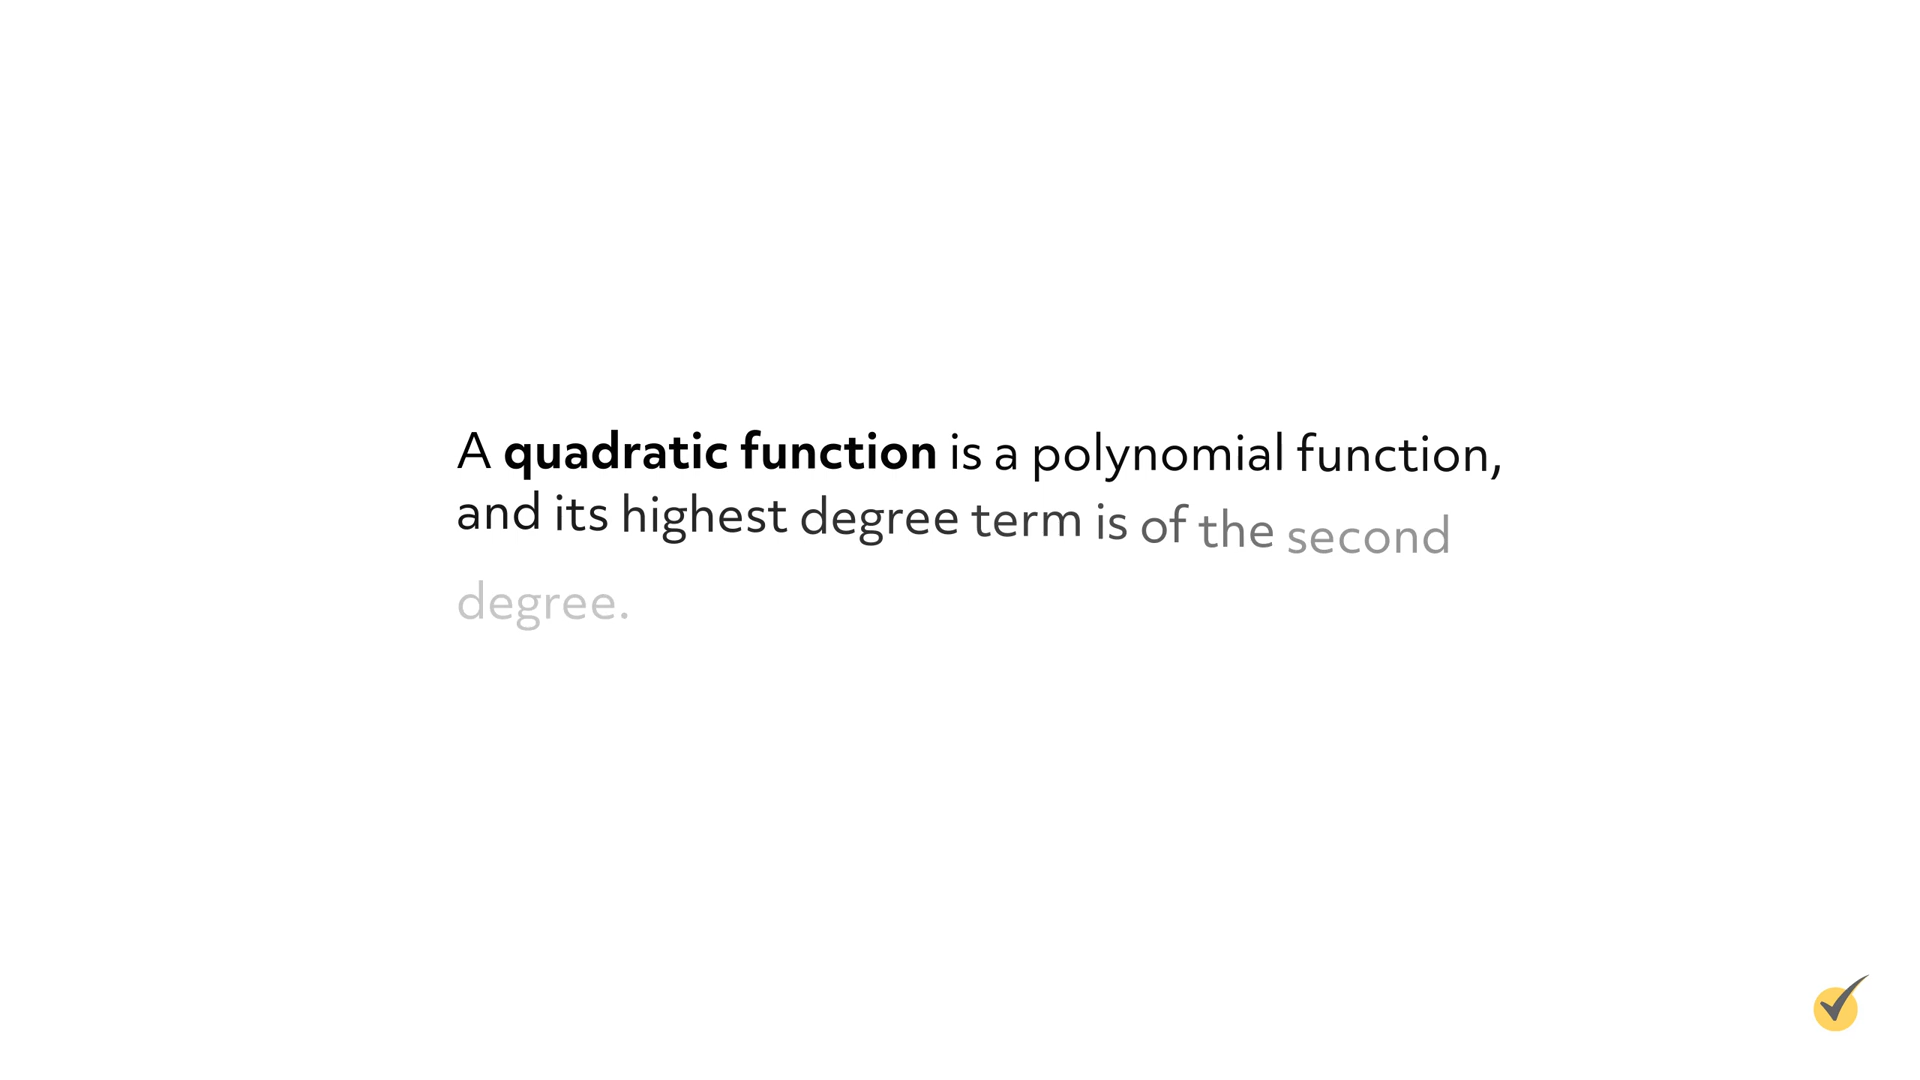 A quadratic function is a polynomial function,
and its highest degree term is of the second
degree.